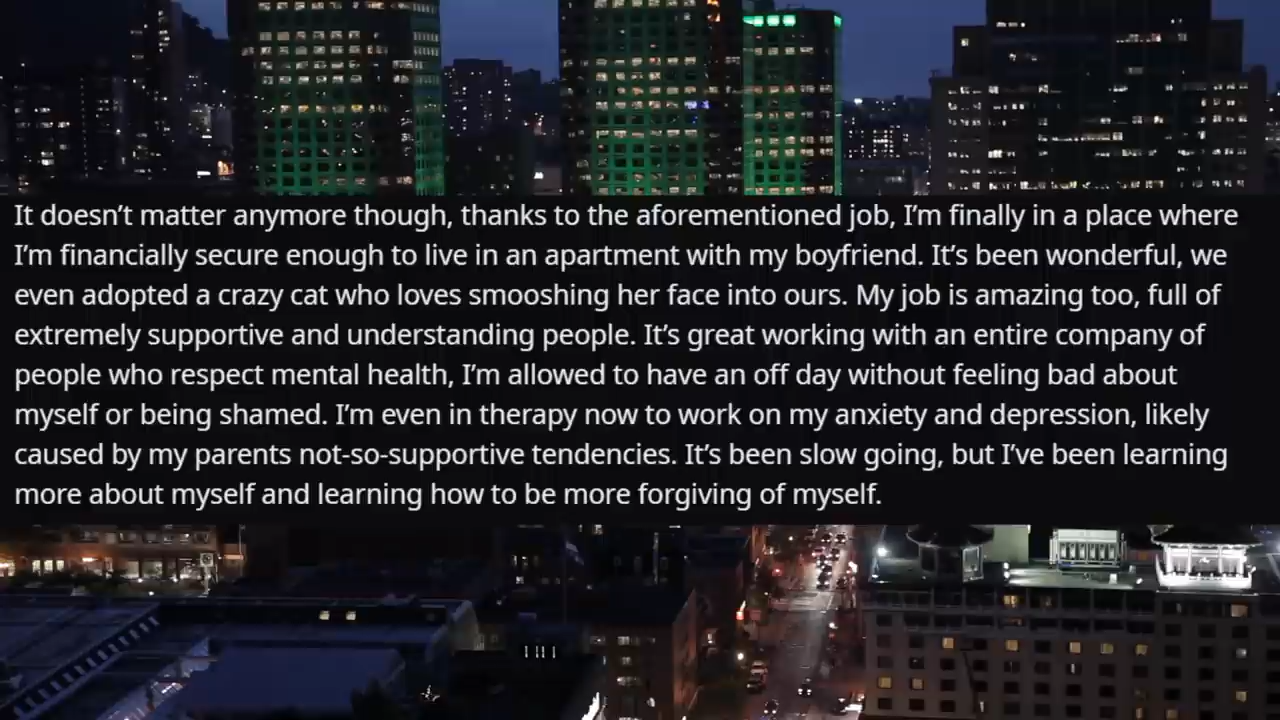 It doesn’t matter anymore though, thanks to the aforementioned job, I’m finally in a place where
I’m financially secure enough to live in an apartment with my boyfriend. It’s been wonderful, we
even adopted a crazy cat who loves smooshing her face into ours. My job is amazing too, full of
extremely supportive and understanding people. It’s great working with an entire company of
people who respect mental health, I’m allowed to have an off day without feeling bad about
myself or being shamed. I’m even in therapy now to work on my anxiety and depression, likely
caused by my parents not-so-supportive tendencies. It’s been slow going, but I’ve been learning
more about myself and learning how to be more forgiving of myself.